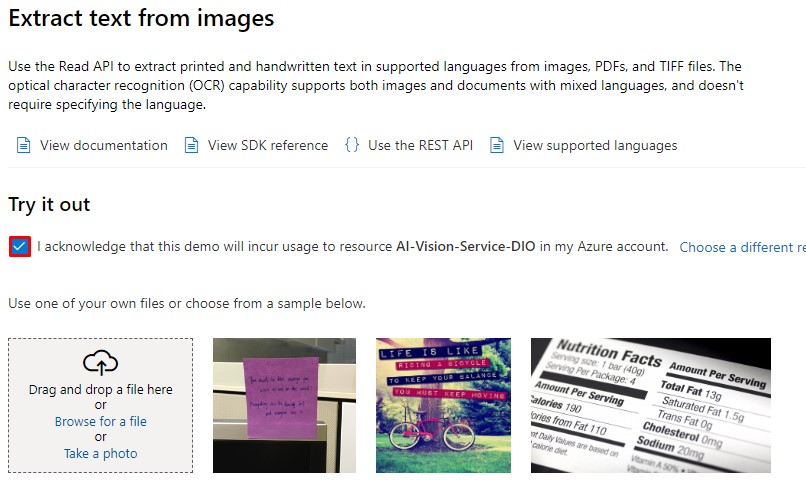 Extract text from images
Use the Read API to extract printed and handwritten text in supported languages from images, PDFs, and TIFF files. The
optical character recognition (OCR) capability supports both images and documents with mixed languages, and doesn't
require specifying the language.
View documentation View SDK reference {} Use the REST API View supported languages
Try it out
I acknowledge that this demo will incur usage to resource AI-Vision-Service-DIO in my Azure account. Choose a different re
Use one of your own files or choose from a sample below.
Drag and drop a file here
or
Browse for a file
or
Take a photo
LIFE IS LIKE
RIDING A BICYCLE
TO KEEP YOUR BALANCE
YOU MUST KEEP MOVING
Nutrition Facts
Serving size: 1 bar (40g)
Serving Per Package: 4
Amount Per Serving
Calories 190
ories from Fat 110
nt Daily Values are based on
calorie diet.
Amount Per Serving
Total Fat 13g
Saturated Fat 1.5g
Trans Fat 0g
Cholesterol 0mg
Sodium 20mg
Vitamin A 50%